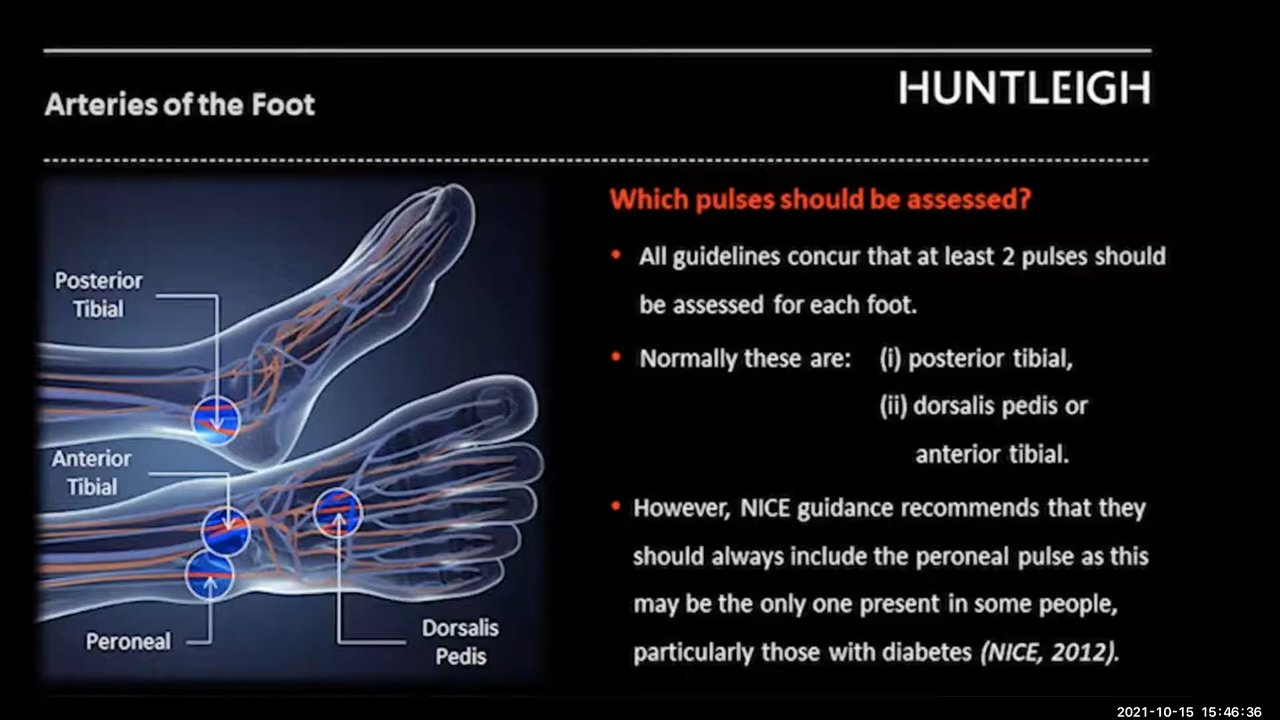 HUNTLEIGH
Arteries of the Foot
Posterior
Tibial
Anterior
Tibial
Peroneal
Dorsalis
Pedis
Which pulses should be assessed?
• All guidelines concur that at least 2 pulses should
be assessed for each foot.
• Normally these are: (i) posterior tibial,
(ii) dorsalis pedis or
anterior tibial.
• However, NICE guidance recommends that they
should always include the peroneal pulse as this
may be the only one present in some people,
particularly those with diabetes (NICE, 2012).
2021-10-15 15:46:36